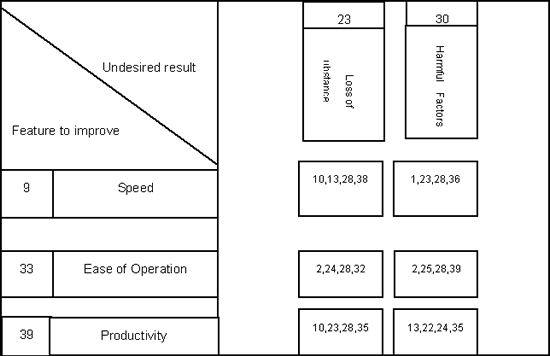 23
30
Undesired result
Feature to improve
Loss of
ubstance
Harmful Factors
9
Speed
10,13,28,38
1,23,28,36
33
Ease of Operation
2,24,28,32
2,25,28,39
39
Productivity
10,23,28,35
13,22,24,35